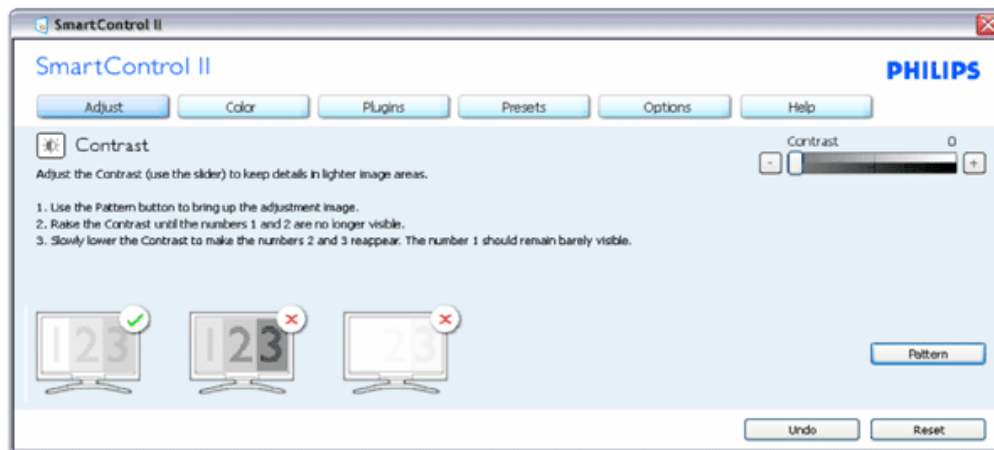 SmartControl II
SmartControl II
PHILIPS
Adjust Color Plugins Presets Options Help
Contrast
Contrast 0
- +
Adjust the Contrast (use the slider) to keep details in lighter image areas.
1. Use the Pattern button to bring up the adjustment image.
2. Raise the Contrast until the numbers 1 and 2 are no longer visible.
3. Slowly lower the Contrast to make the numbers 2 and 3 reappear. The number 1 should remain barely visible.
123 123 23
Pattern
Undo Reset